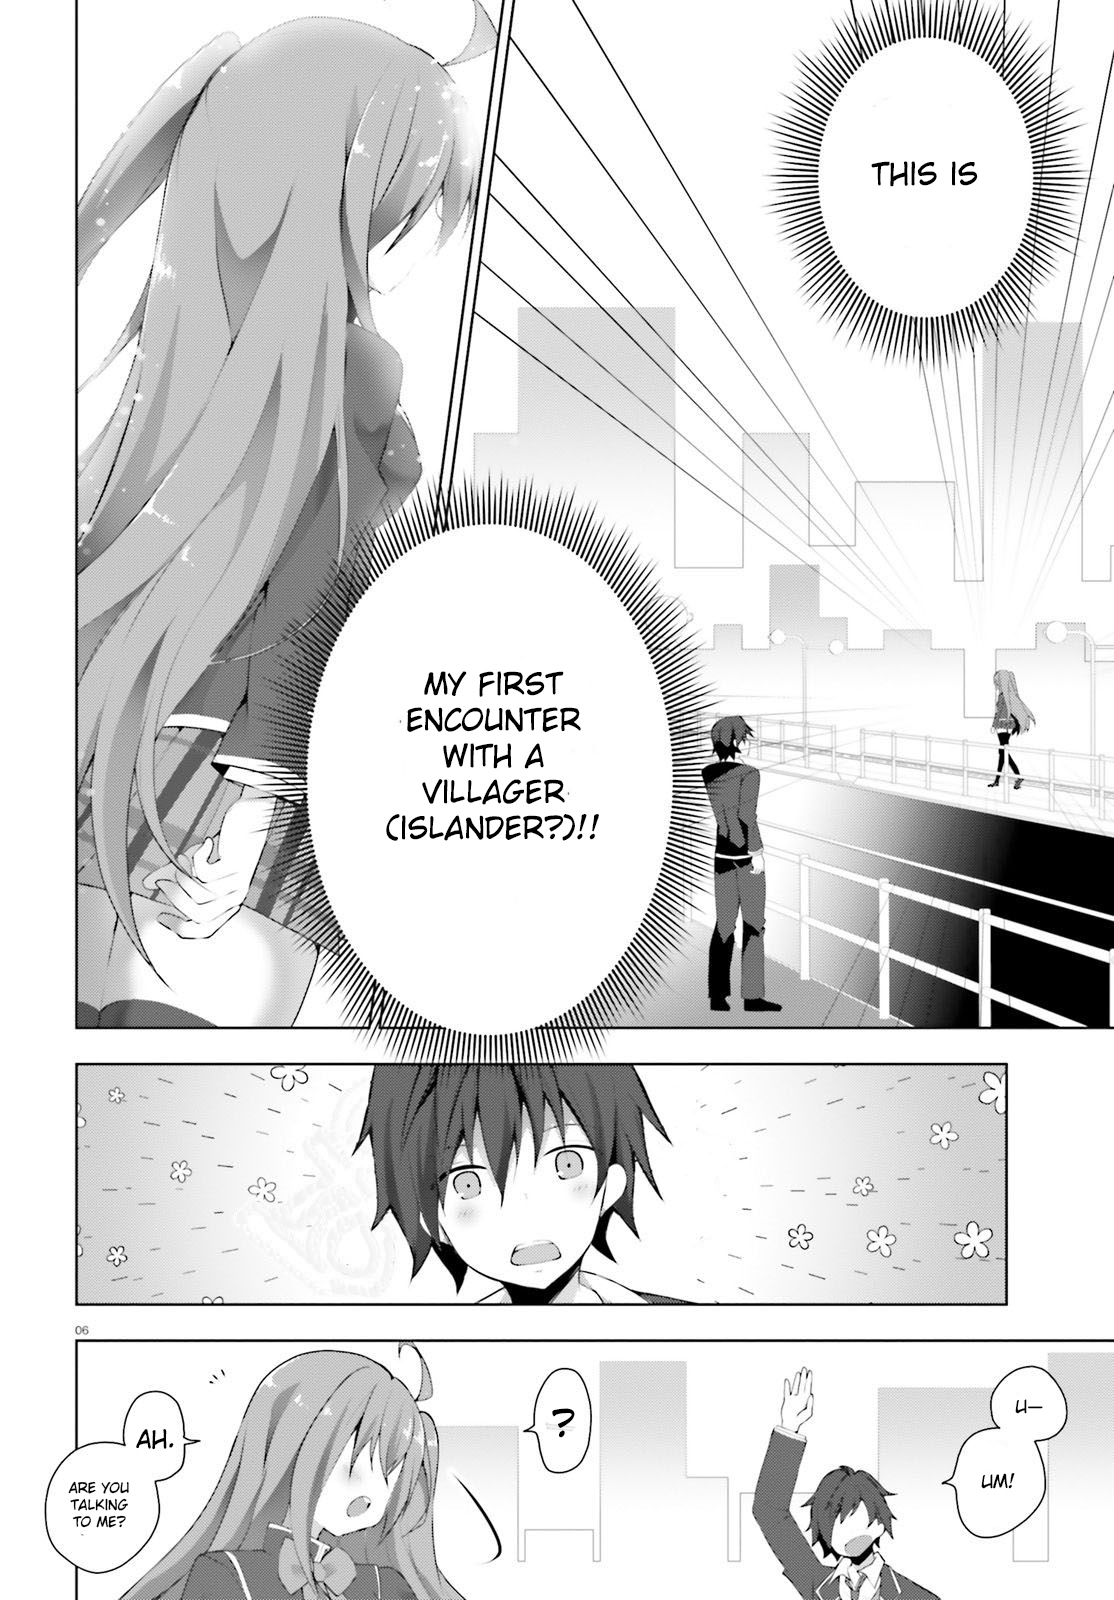 THIS IS
MY FIRST
ENCOUNTER
WITH A
VILLAGER
(ISLANDER?)!!
06
U—
UM!
?
AH.
ARE YOU
TALKING
TO ME?